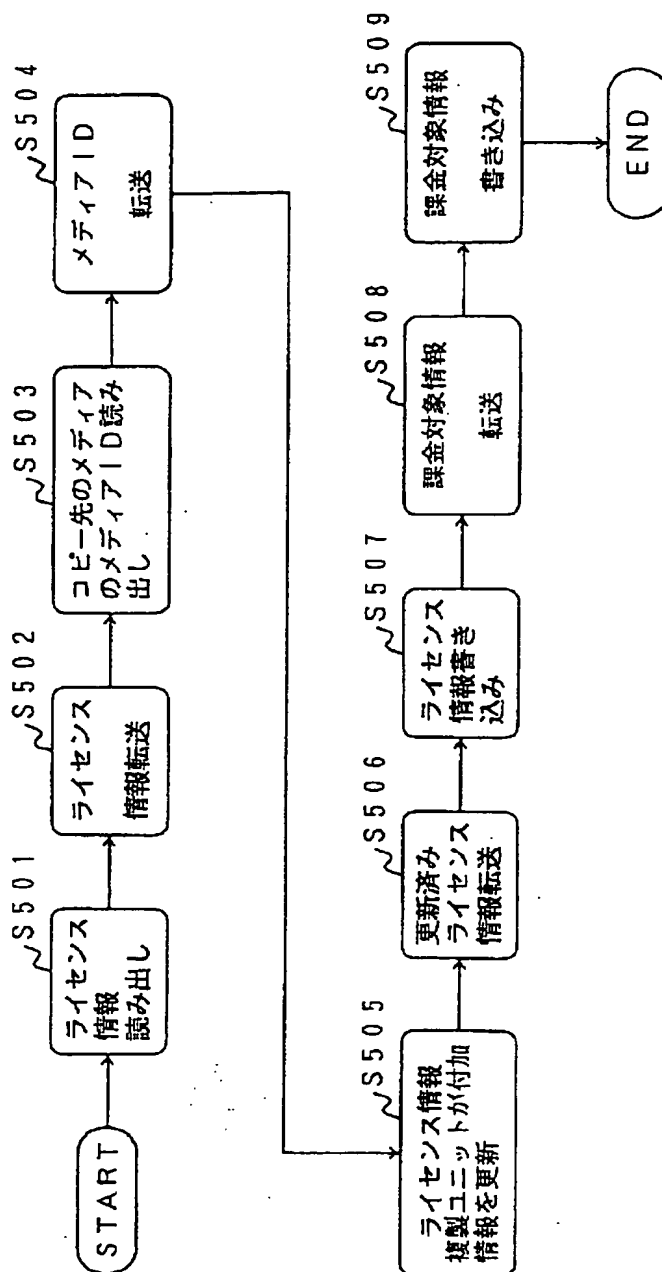 START
S501
ライセンス
情報
読み出し
S502
ライセンス
情報転送
S503
コピー先のメディア
のメディアID読み
出し
S504
メディアID
転送
S505
ライセンス情報
複製ユニットが付加
情報を更新
S506
更新済み
ライセンス
情報転送
S507
ライセンス
情報書き
込み
S508
課金対象情報
転送
S509
課金対象情報
書き込み
END